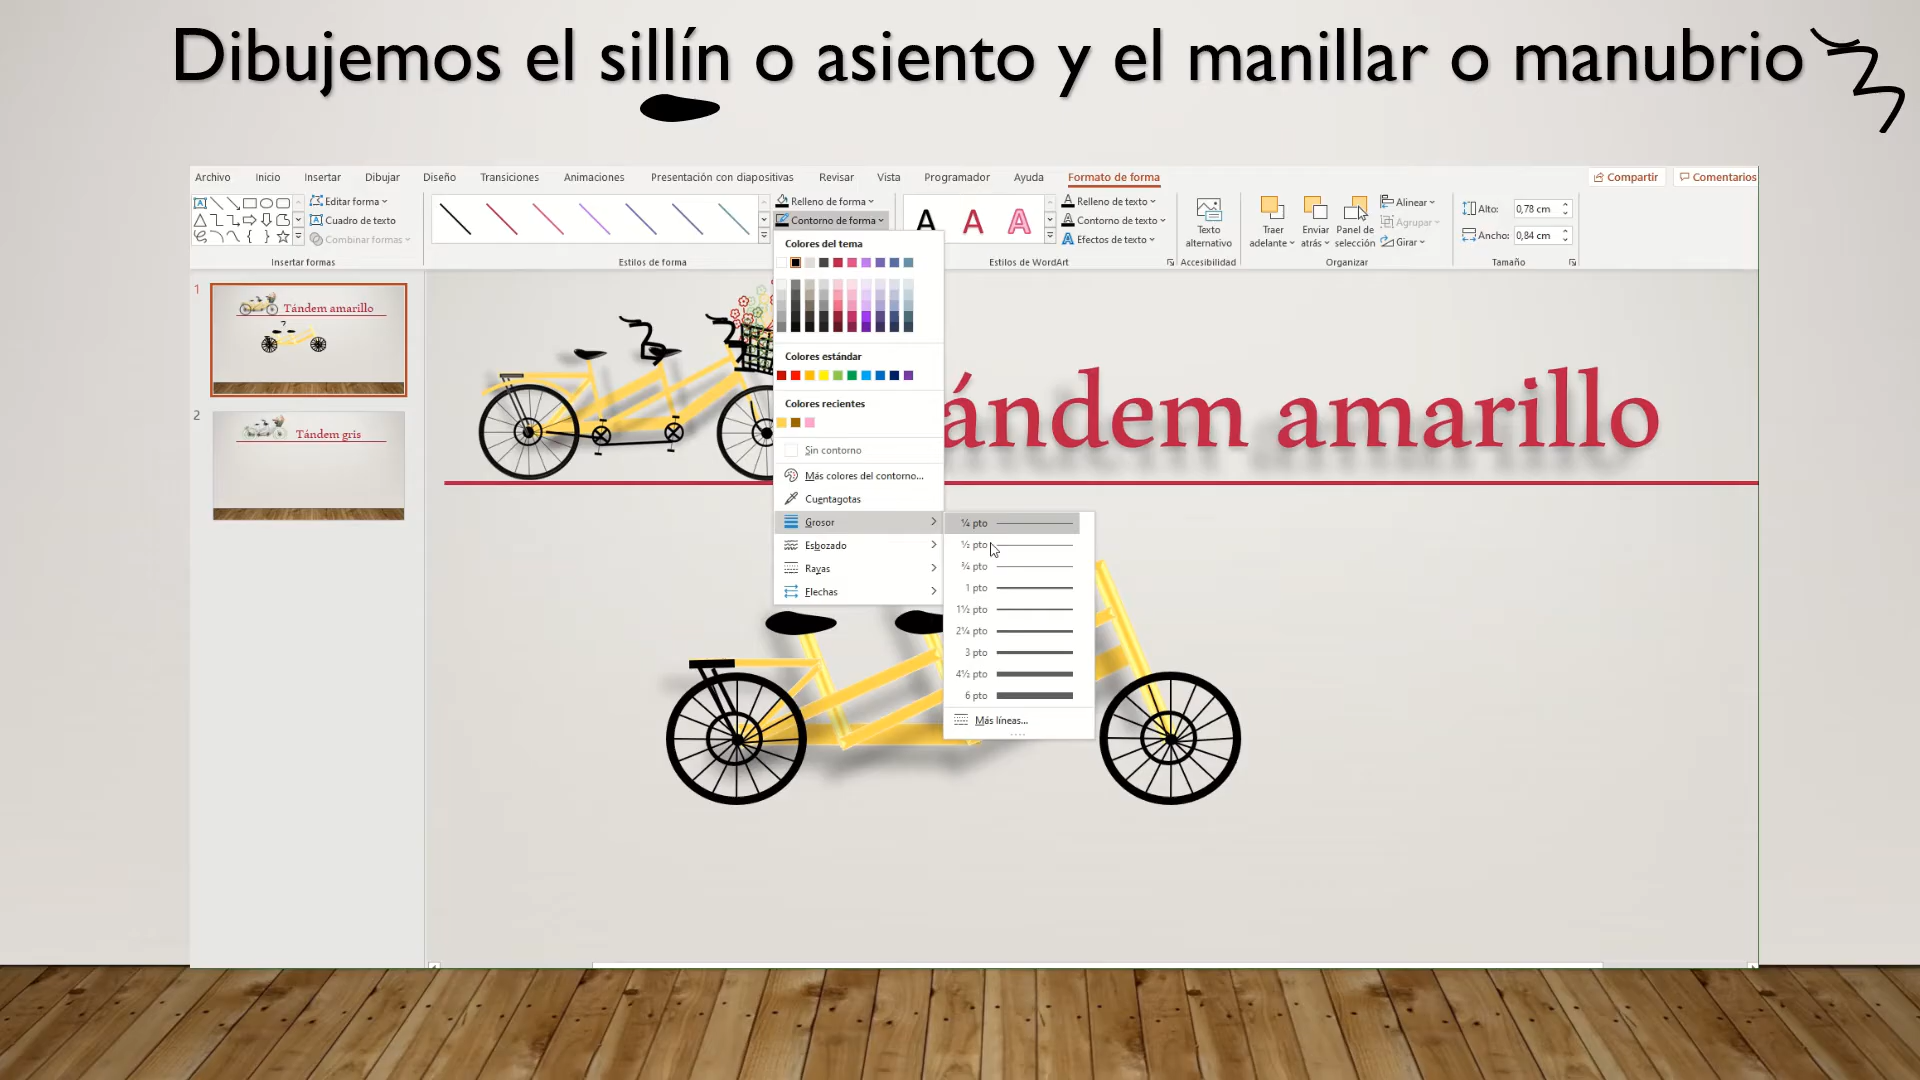 Dibujemos el sillín o asiento y el manillar o manubrio
Archivo Inicio Insertar Dibujar Diseño Transiciones Animaciones Presentación con diapositivas Revisar Vista Programador Ayuda Formato de forma Compartir Comentarios
Editar forma
Cuadro de texto
Combinar formas
Insertar formas
Estilos de forma
Relleno de forma
Contorno de forma
A A A
Relleno de texto
Contorno de texto
Efectos de texto
Estilos de WordArt
Texto
alternativo
Accesibilidad
Traer
adelante
Enviar
atrás
Panel de
selección
Alinear
Agrupar
Girar
Organizar
Alto: 0,78 cm
Ancho: 0,84 cm
Tamaño
1
Tándem amarillo
2
Tándem gris
Colores del tema
Colores estándar
Colores recientes
Sin contorno
Más colores del contorno...
Cuentagotas
Grosor
Esbozado
Rayas
Flechas
¼ pto
½ pto
¾ pto
1 pto
1½ pto
2¼ pto
3 pto
4½ pto
6 pto
Más líneas...
ándem amarillo